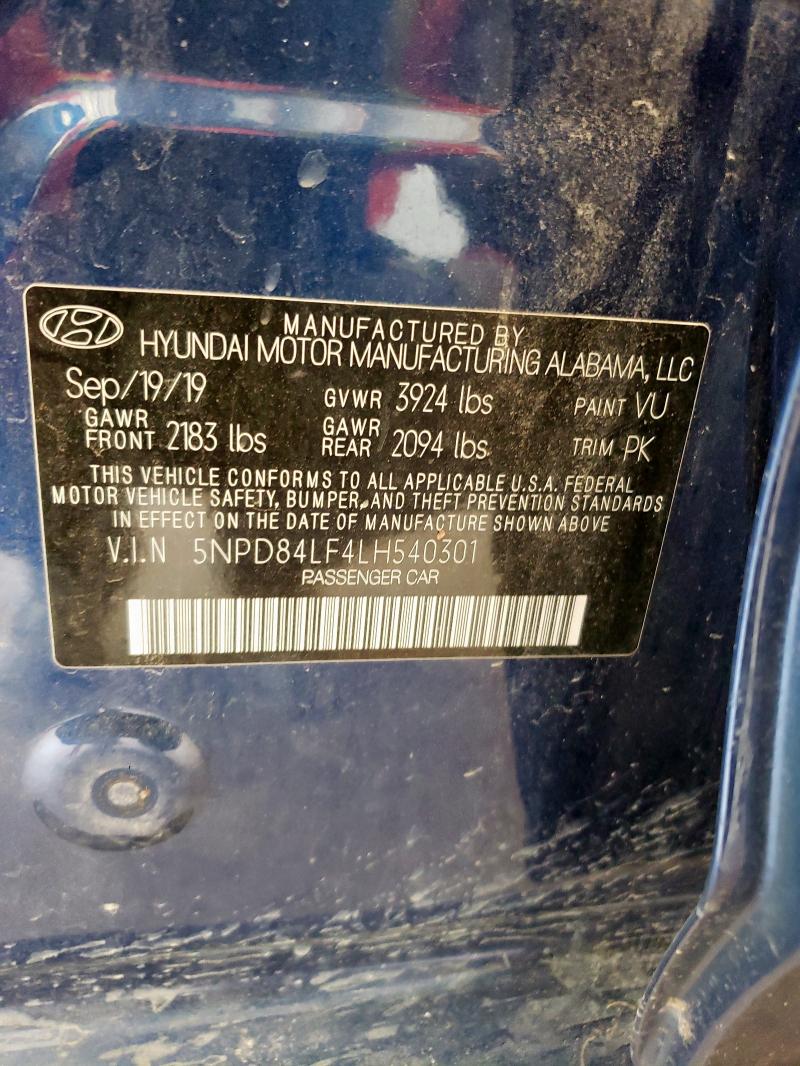 MANUFACTURED BY
HYUNDAI MOTOR MANUFACTURING ALABAMA, LLC
Sep/19/19 GVWR 3924 lbs PAINT VU
GAWR FRONT 2183 lbs GAWR REAR 2094 lbs TRIM PK
THIS VEHICLE CONFORMS TO ALL APPLICABLE U.S.A. FEDERAL
MOTOR VEHICLE SAFETY, BUMPER, AND THEFT PREVENTION STANDARDS
IN EFFECT ON THE DATE OF MANUFACTURE SHOWN ABOVE
V.I.N 5NPD84LF4LH540301
PASSENGER CAR